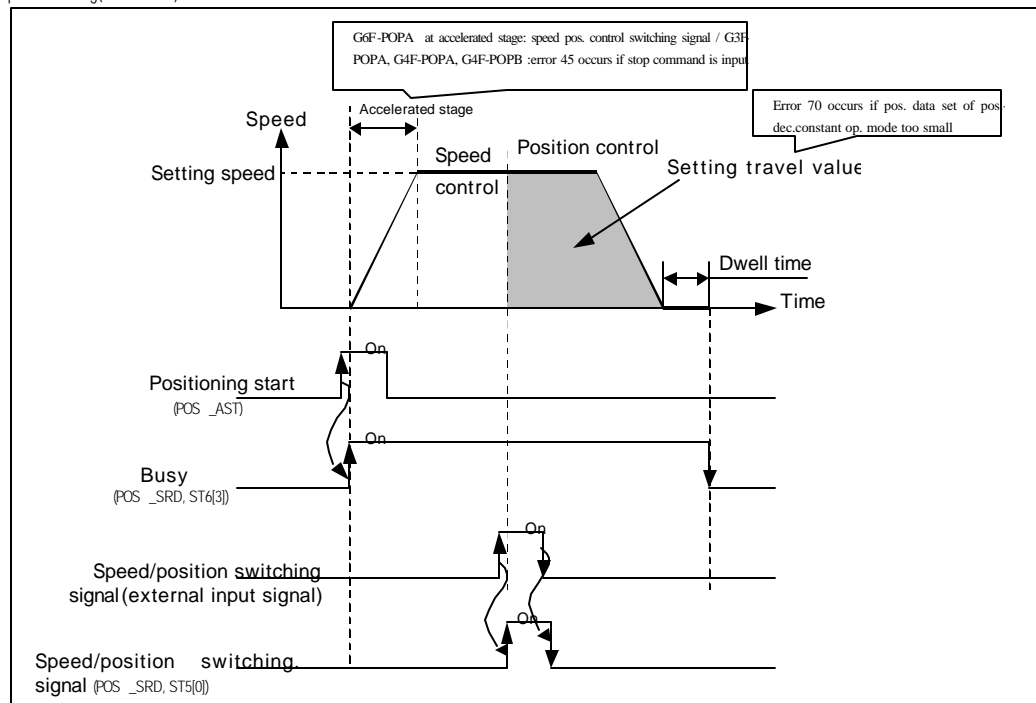 G6F-POPA at accelerated stage: speed pos. control switching signal / G3F-
POPA, G4F-POPA, G4F-POPB :error 45 occurs if stop command is input
Error 70 occurs if pos. data set of pos-
dec.constant op. mode too small
Accelerated stage
Speed
Position control
Speed
control
Setting speed
Setting travel value
Dwell time
Time
On
Positioning start
(POS _AST)
On
Busy
(POS _SRD, ST6[3])
On
Speed/position switching
signal(external input signal)
On
Speed/position switching.
signal (POS _SRD, ST5[0])